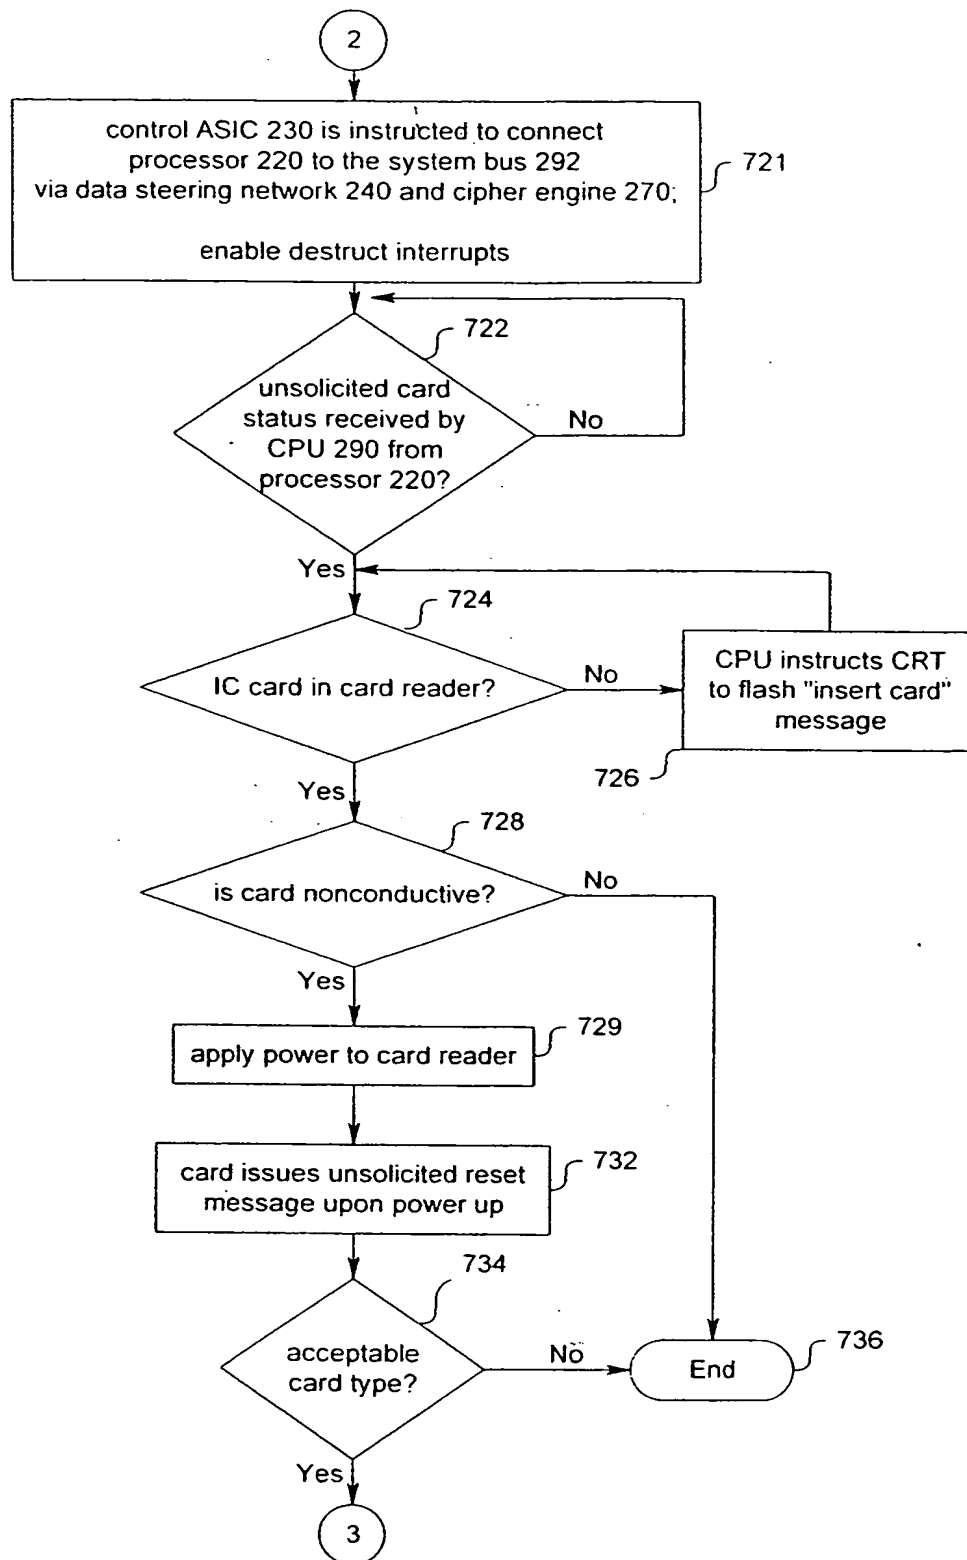 2
control ASIC 230 is instructed to connect
processor 220 to the system bus 292
via data steering network 240 and cipher engine 270;
enable destruct interrupts
721
722
unsolicited card
status received by
CPU 290 from
processor 220?
No
Yes
724
IC card in card reader?
No
CPU instructs CRT
to flash "insert card"
message
726
Yes
728
is card nonconductive?
No
Yes
729
apply power to card reader
732
card issues unsolicited reset
message upon power up
734
acceptable
card type?
No
End
736
Yes
3